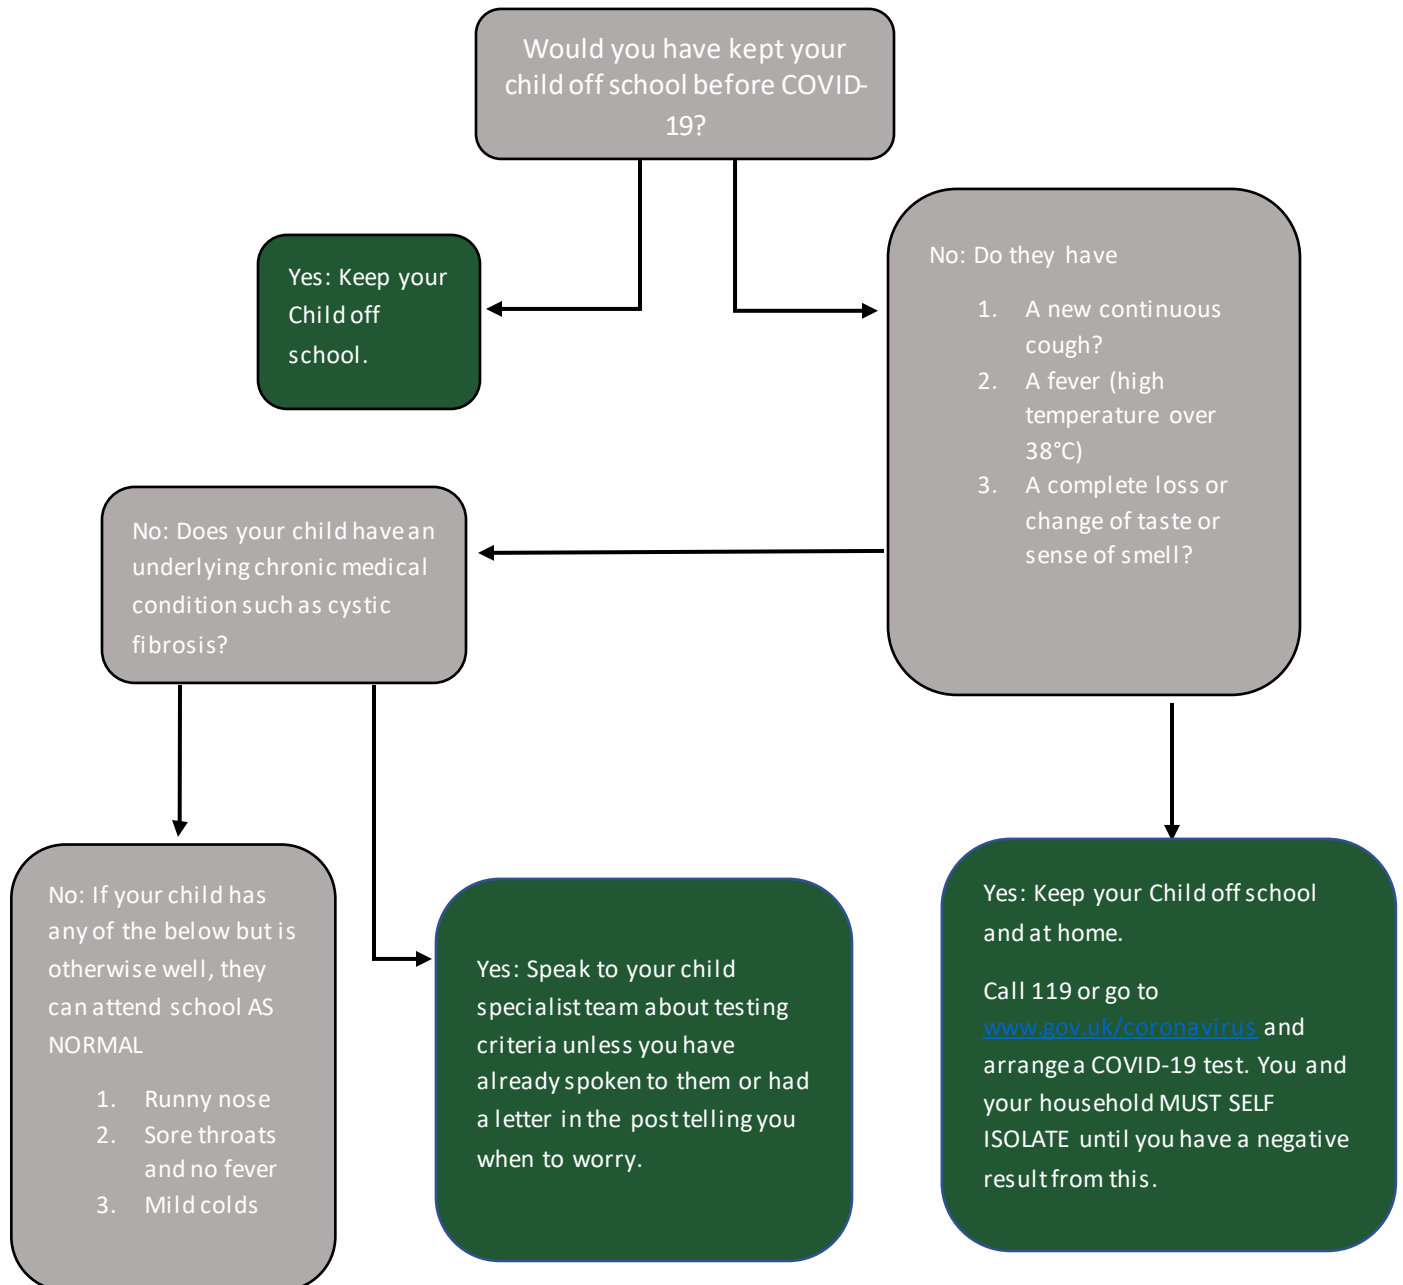 Would you have kept your
child off school before COVID-
19?
Yes: Keep your
Child off
school.
No: Do they have
1. A new continuous
cough?
2. A fever (high
temperature over
38°C)
3. A complete loss or
change of taste or
sense of smell?
No: Does your child have an
underlying chronic medical
condition such as cystic
fibrosis?
No: If your child has
any of the below but is
otherwise well, they
can attend school AS
NORMAL
1. Runny nose
2. Sore throats
and no fever
3. Mild colds
Yes: Speak to your child
specialist team about testing
criteria unless you have
already spoken to them or had
a letter in the post telling you
when to worry.
Yes: Keep your Child off school
and at home.
Call 119 or go to
www.gov.uk/coronavirus and
arrange a COVID-19 test. You and
your household MUST SELF
ISOLATE until you have a negative
result from this.